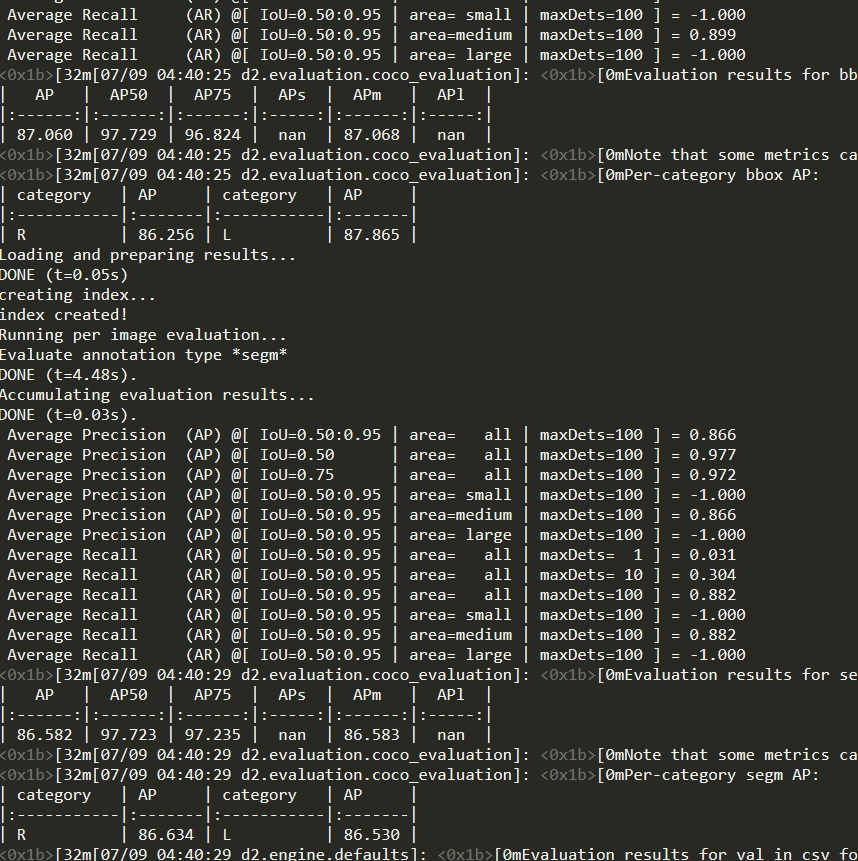 Average Recall     (AR) @[ IoU=0.50:0.95 | area= small | maxDets=100 ] = -1.000
Average Recall     (AR) @[ IoU=0.50:0.95 | area=medium | maxDets=100 ] = 0.899
Average Recall     (AR) @[ IoU=0.50:0.95 | area= large | maxDets=100 ] = -1.000
<0x1b>[32m[07/09 04:40:25 d2.evaluation.coco_evaluation]: <0x1b>[0mEvaluation results for bb
|   AP   |  AP50  |  AP75  |  APs  |  APm   |  APl  |
|:------:|:------:|:------:|:-----:|:------:|:-----:|
| 87.060 | 97.729 | 96.824 |  nan  | 87.068 |  nan  |
<0x1b>[32m[07/09 04:40:25 d2.evaluation.coco_evaluation]: <0x1b>[0mNote that some metrics ca
<0x1b>[32m[07/09 04:40:25 d2.evaluation.coco_evaluation]: <0x1b>[0mPer-category bbox AP:
| category   | AP     | category   | AP     |
|:-----------|:-------|:-----------|:-------|
| R          | 86.256 | L          | 87.865 |
Loading and preparing results...
DONE (t=0.05s)
creating index...
index created!
Running per image evaluation...
Evaluate annotation type *segm*
DONE (t=4.48s).
Accumulating evaluation results...
DONE (t=0.03s).
Average Precision  (AP) @[ IoU=0.50:0.95 | area=   all | maxDets=100 ] = 0.866
Average Precision  (AP) @[ IoU=0.50      | area=   all | maxDets=100 ] = 0.977
Average Precision  (AP) @[ IoU=0.75      | area=   all | maxDets=100 ] = 0.972
Average Precision  (AP) @[ IoU=0.50:0.95 | area= small | maxDets=100 ] = -1.000
Average Precision  (AP) @[ IoU=0.50:0.95 | area=medium | maxDets=100 ] = 0.866
Average Precision  (AP) @[ IoU=0.50:0.95 | area= large | maxDets=100 ] = -1.000
Average Recall     (AR) @[ IoU=0.50:0.95 | area=   all | maxDets=  1 ] = 0.031
Average Recall     (AR) @[ IoU=0.50:0.95 | area=   all | maxDets= 10 ] = 0.304
Average Recall     (AR) @[ IoU=0.50:0.95 | area=   all | maxDets=100 ] = 0.882
Average Recall     (AR) @[ IoU=0.50:0.95 | area= small | maxDets=100 ] = -1.000
Average Recall     (AR) @[ IoU=0.50:0.95 | area=medium | maxDets=100 ] = 0.882
Average Recall     (AR) @[ IoU=0.50:0.95 | area= large | maxDets=100 ] = -1.000
<0x1b>[32m[07/09 04:40:29 d2.evaluation.coco_evaluation]: <0x1b>[0mEvaluation results for se
|   AP   |  AP50  |  AP75  |  APs  |  APm   |  APl  |
|:------:|:------:|:------:|:-----:|:------:|:-----:|
| 86.582 | 97.723 | 97.235 |  nan  | 86.583 |  nan  |
<0x1b>[32m[07/09 04:40:29 d2.evaluation.coco_evaluation]: <0x1b>[0mNote that some metrics ca
<0x1b>[32m[07/09 04:40:29 d2.evaluation.coco_evaluation]: <0x1b>[0mPer-category segm AP:
| category   | AP     | category   | AP     |
|:-----------|:-------|:-----------|:-------|
| R          | 86.634 | L          | 86.530 |
<0x1b>[32m[07/09 04:40:29 d2.engine.defaults]: <0x1b>[0mEvaluation results for val in csv fo